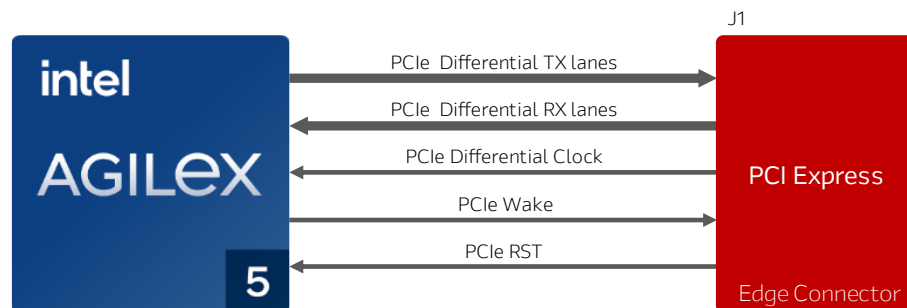 J1
intel
AGILEX
5
PCIe Differential TX lanes
PCIe Differential RX lanes
PCIe Differential Clock
PCIe Wake
PCIe RST
PCI Express
Edge Connector